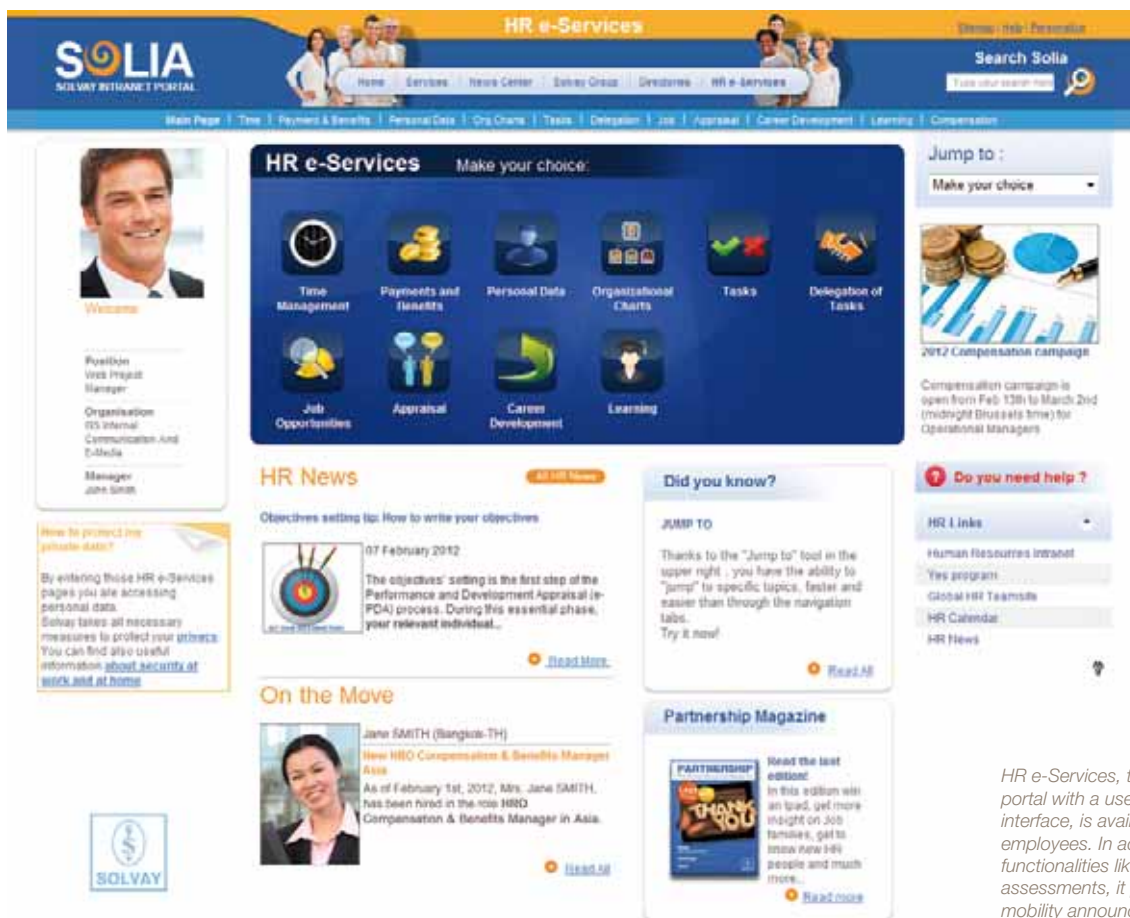 HR e-Services
Sitemap | Help | Personalize
SOLIA
SOLVAY INTRANET PORTAL
Home Services News Center Solvay Group Directories HR e-Services
Search Solia
Type your search here
Main Page | Time | Payment & Benefits | Personal Data | Org.Charts | Tasks | Delegation | Job | Appraisal | Career Development | Learning | Compensation
Welcome
Position
Web Project
Manager
Organisation
Internal
Communication And
E-Media
Manager
John Smith
How to protect my
private data?
By entering those HR e-Services
pages you are accessing
personal data.
Solvay takes all necessary
measures to protect your privacy
You can find also useful
information about security at
work and at home
SOLVAY
HR e-Services Make your choice:
Time
Management
Payments and
Benefits
Personal Data
Organizational
Charts
Tasks
Delegation of
Tasks
Job
Opportunities
Appraisal
Career
Development
Learning
HR News
All HR News
Objectives setting tip: How to write your objectives
07 February 2012
The objectives' setting is the first step of the
Performance and Development Appraisal (e-
PDA) process. During this essential phase,
your relevant individual...
Read More
On the Move
Jane SMITH (Bangkok-TH)
New HRO Compensation & Benefits Manager
Asia
As of February 1st, 2012, Mrs. Jane SMITH,
has been hired in the role HRO
Compensation & Benefits Manager in Asia.
Read All
Did you know?
JUMP TO
Thanks to the "Jump to" tool in the
upper right , you have the ability to
"jump" to specific topics, faster and
easier than through the navigation
tabs.
Try it now!
Read All
Partnership Magazine
PARTNERSHIP
THANK
YOU
Read the last
edition!
In this edition win
an Ipad, get more
insight on Job
families, get to
know new HR
people and much
more...
Read more
Jump to :
Make your choice
2012 Compensation campaign
Compensation campaign is
open from Feb 13th to March 2nd
(midnight Brussels time) for
Operational Managers
Do you need help ?
HR Links
Human Resources Intranet
Yes program
Global HR Teamsite
HR Calendar
HR News
HR e-Services, t
portal with a use
interface, is avail
employees. In ac
functionalities lik
assessments, it
mobility announc